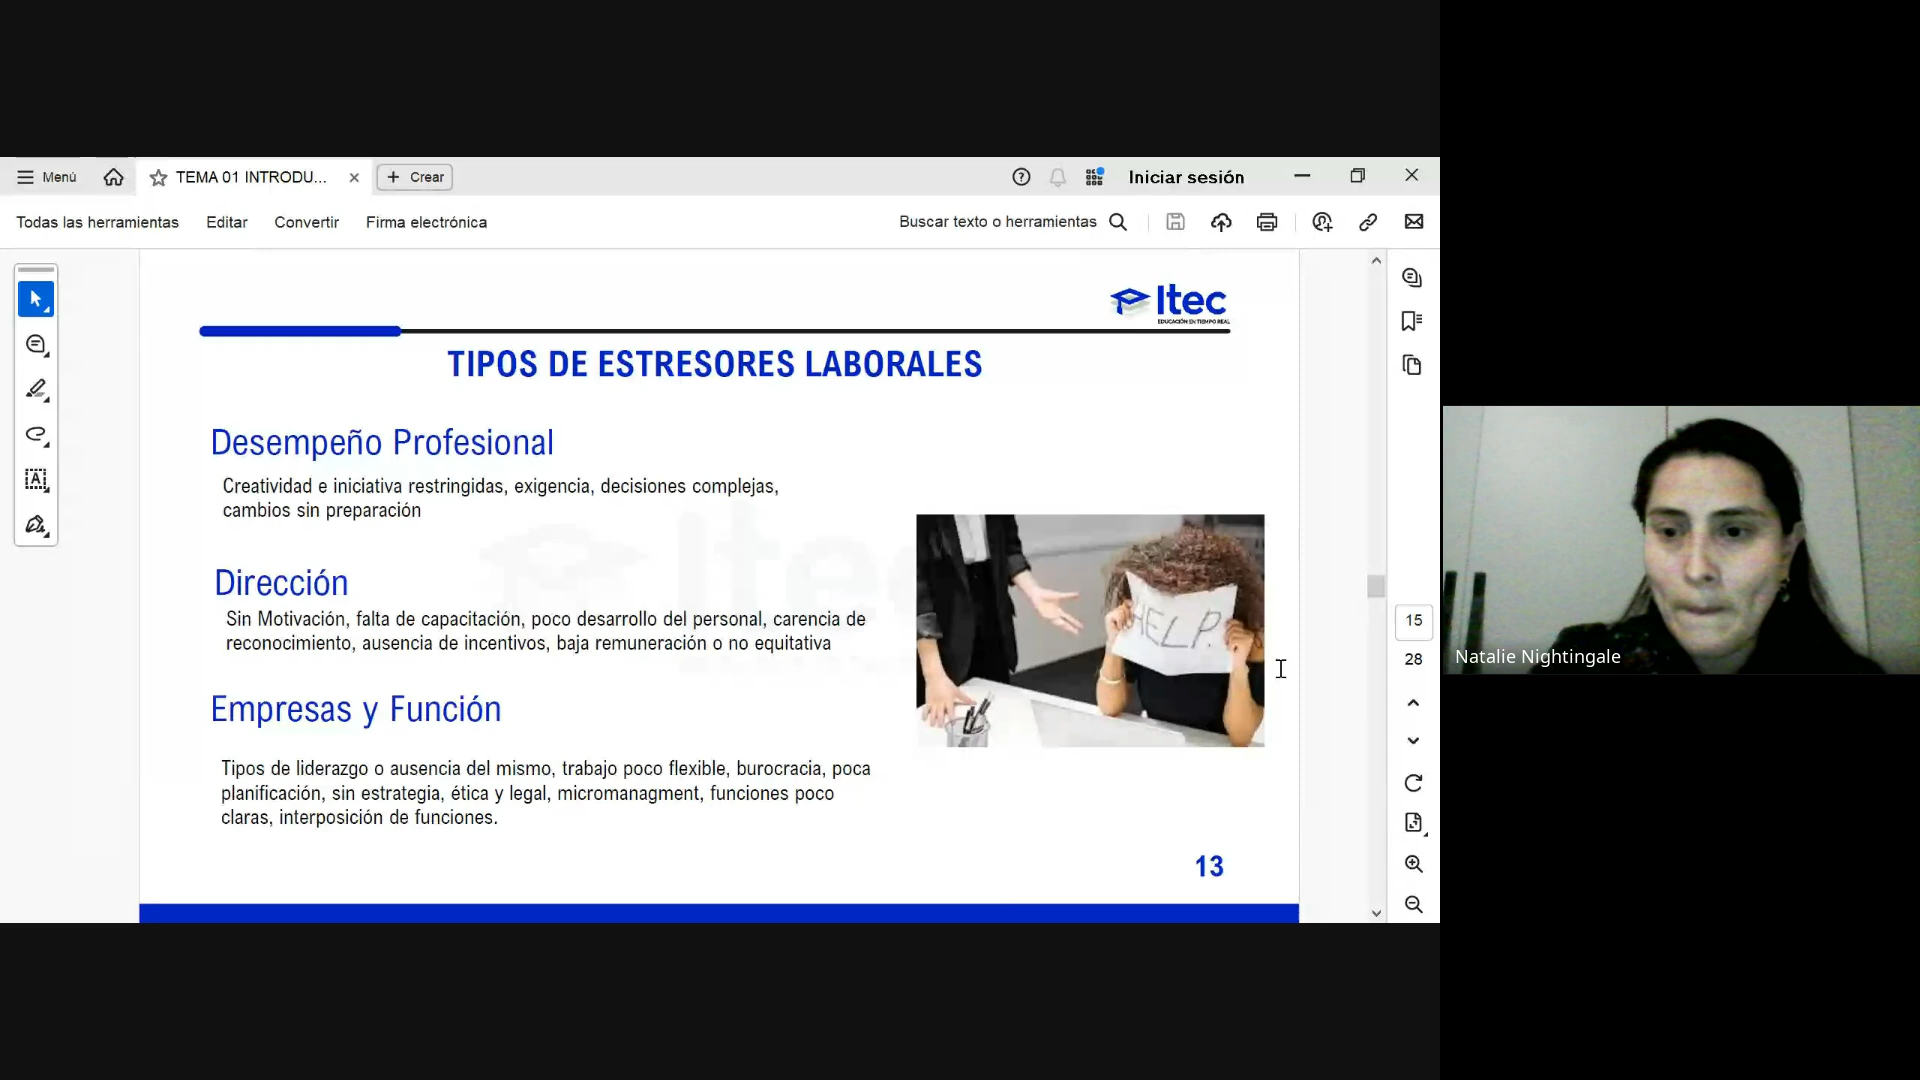 Menú
TEMA 01 INTRODU...
Crear
Iniciar sesión
Todas las herramientas
Editar
Convertir
Firma electrónica
Buscar texto o herramientas
Itec
EDUCACIÓN EN TIEMPO REAL
TIPOS DE ESTRESORES LABORALES
Desempeño Profesional
Creatividad e iniciativa restringidas, exigencia, decisiones complejas,
cambios sin preparación
Dirección
Sin Motivación, falta de capacitación, poco desarrollo del personal, carencia de
reconocimiento, ausencia de incentivos, baja remuneración o no equitativa
HELP.
Empresas y Función
Tipos de liderazgo o ausencia del mismo, trabajo poco flexible, burocracia, poca
planificación, sin estrategia, ética y legal, micromanagment, funciones poco
claras, interposición de funciones.
13
15
28
Natalie Nightingale